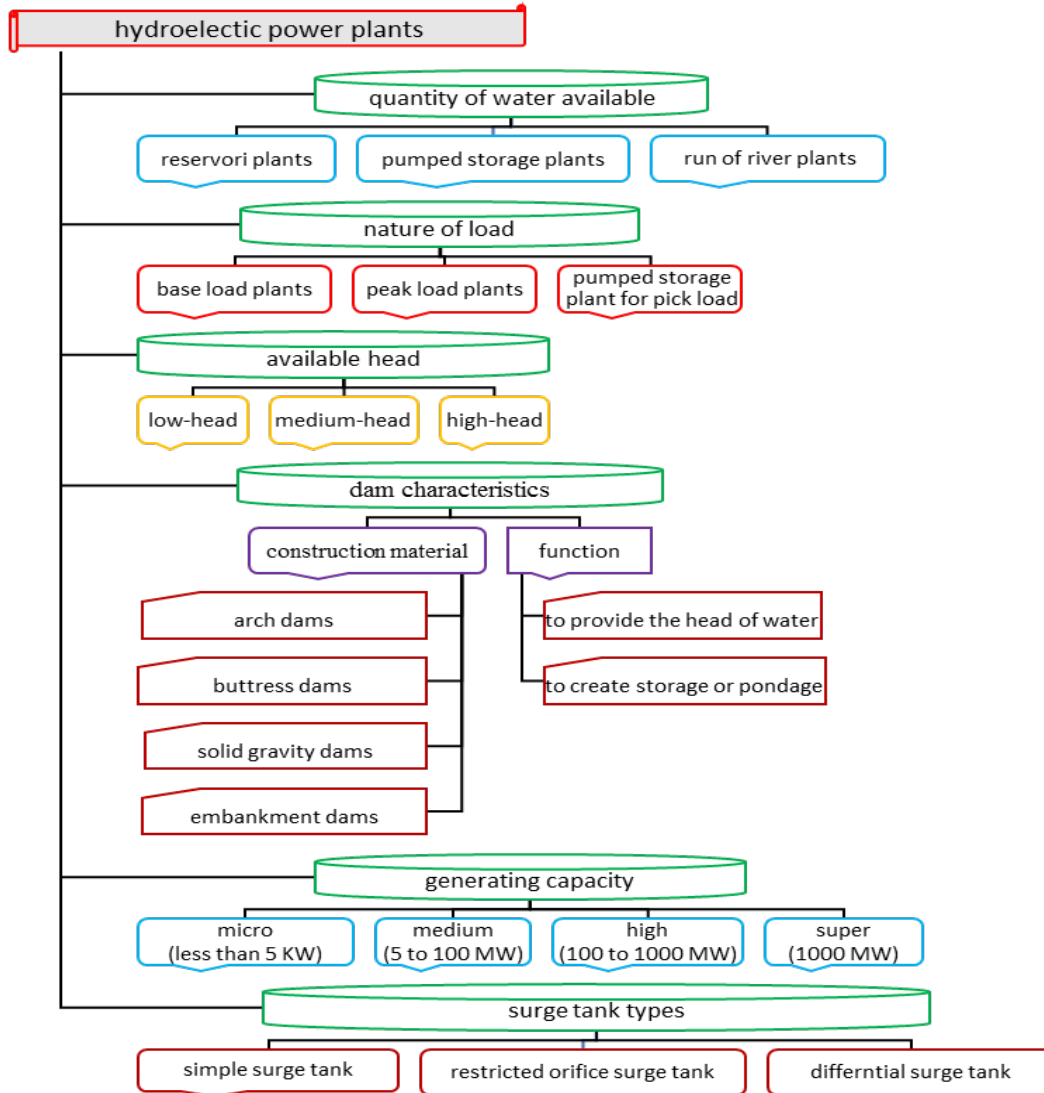 hydroelectic power plants
quantity of water available
reservori plants
pumped storage plants
run of river plants
nature of load
base load plants
peak load plants
pumped storage
plant for pick load
available head
low-head
medium-head
high-head
dam characteristics
construction material
function
arch dams
buttress dams
solid gravity dams
embankment dams
to provide the head of water
to create storage or pondage
generating capacity
micro
(less than 5 KW)
medium
(5 to 100 MW)
high
(100 to 1000 MW)
super
(1000 MW)
surge tank types
simple surge tank
restricted orifice surge tank
differntial surge tank